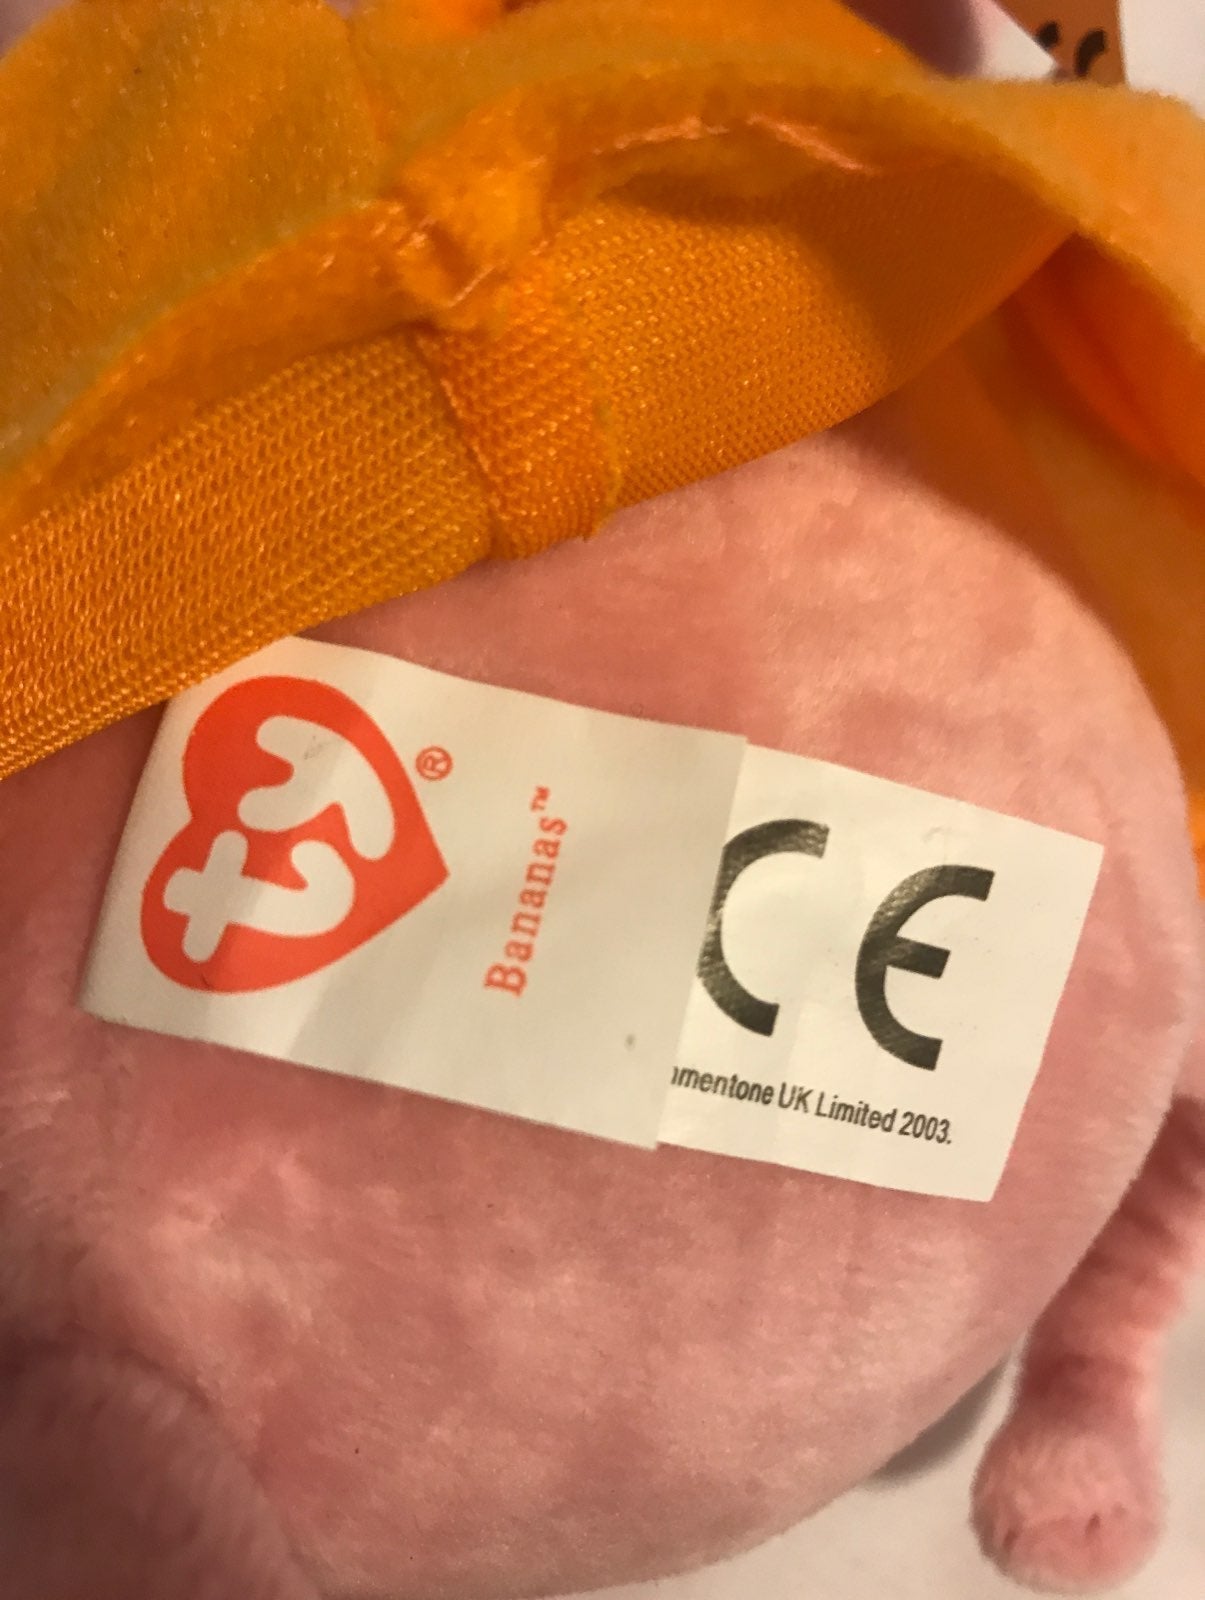 ty®
Bananas™
CE
mentone UK Limited 2003.